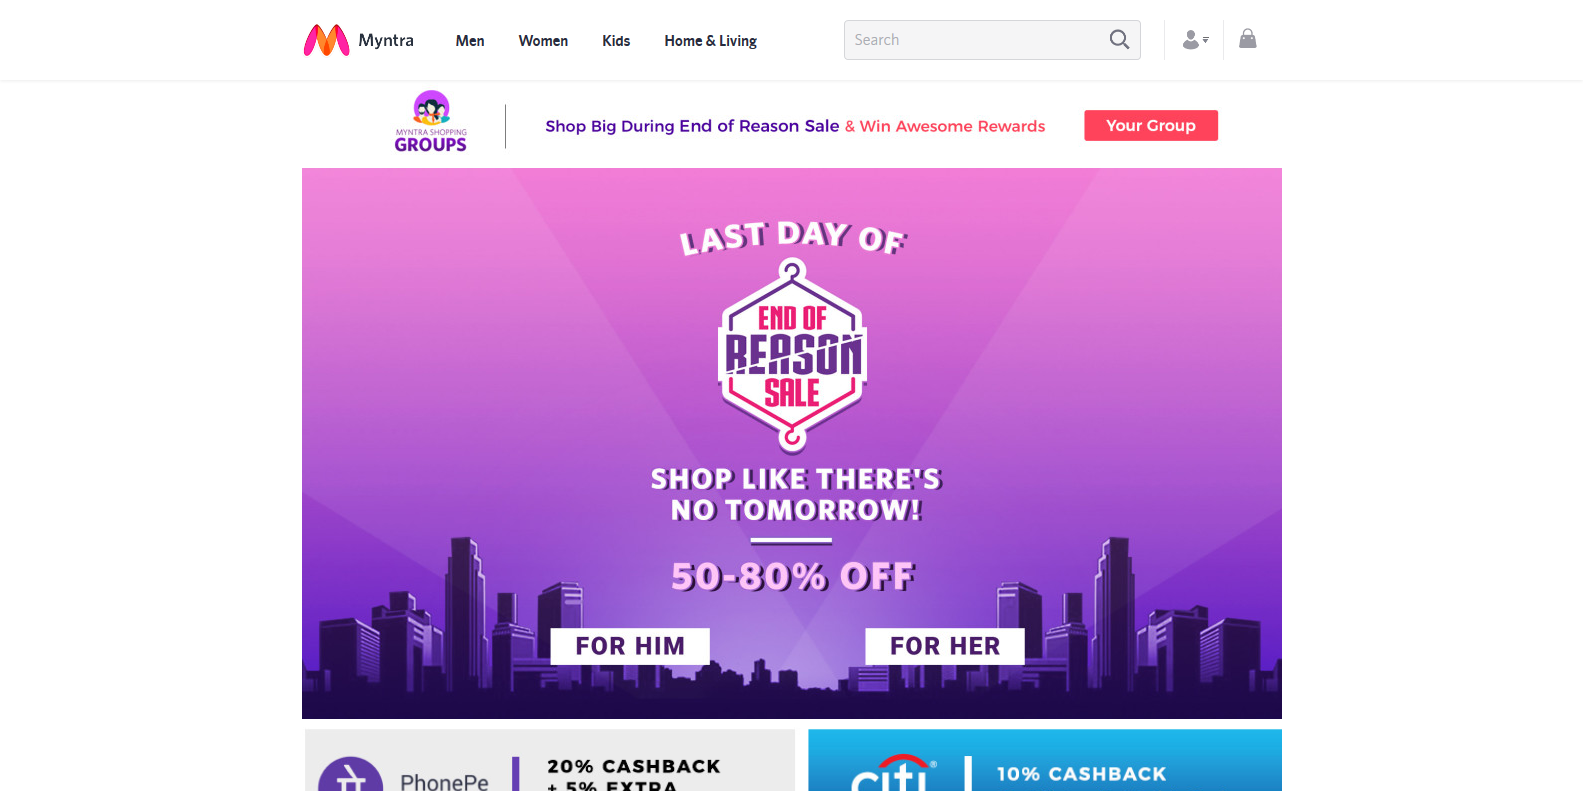 Myntra
Men
Women
Kids
Home & Living
Search
MYNTRA SHOPPING
GROUPS
Shop Big During End of Reason Sale & Win Awesome Rewards
Your Group
LAST DAY OF
END OF
REASON
SALE
SHOP LIKE THERE'S
NO TOMORROW!
50-80% OFF
FOR HIM
FOR HER
PhonePe
20% CASHBACK
+ 5% EXTRA
citi®
10% CASHBACK